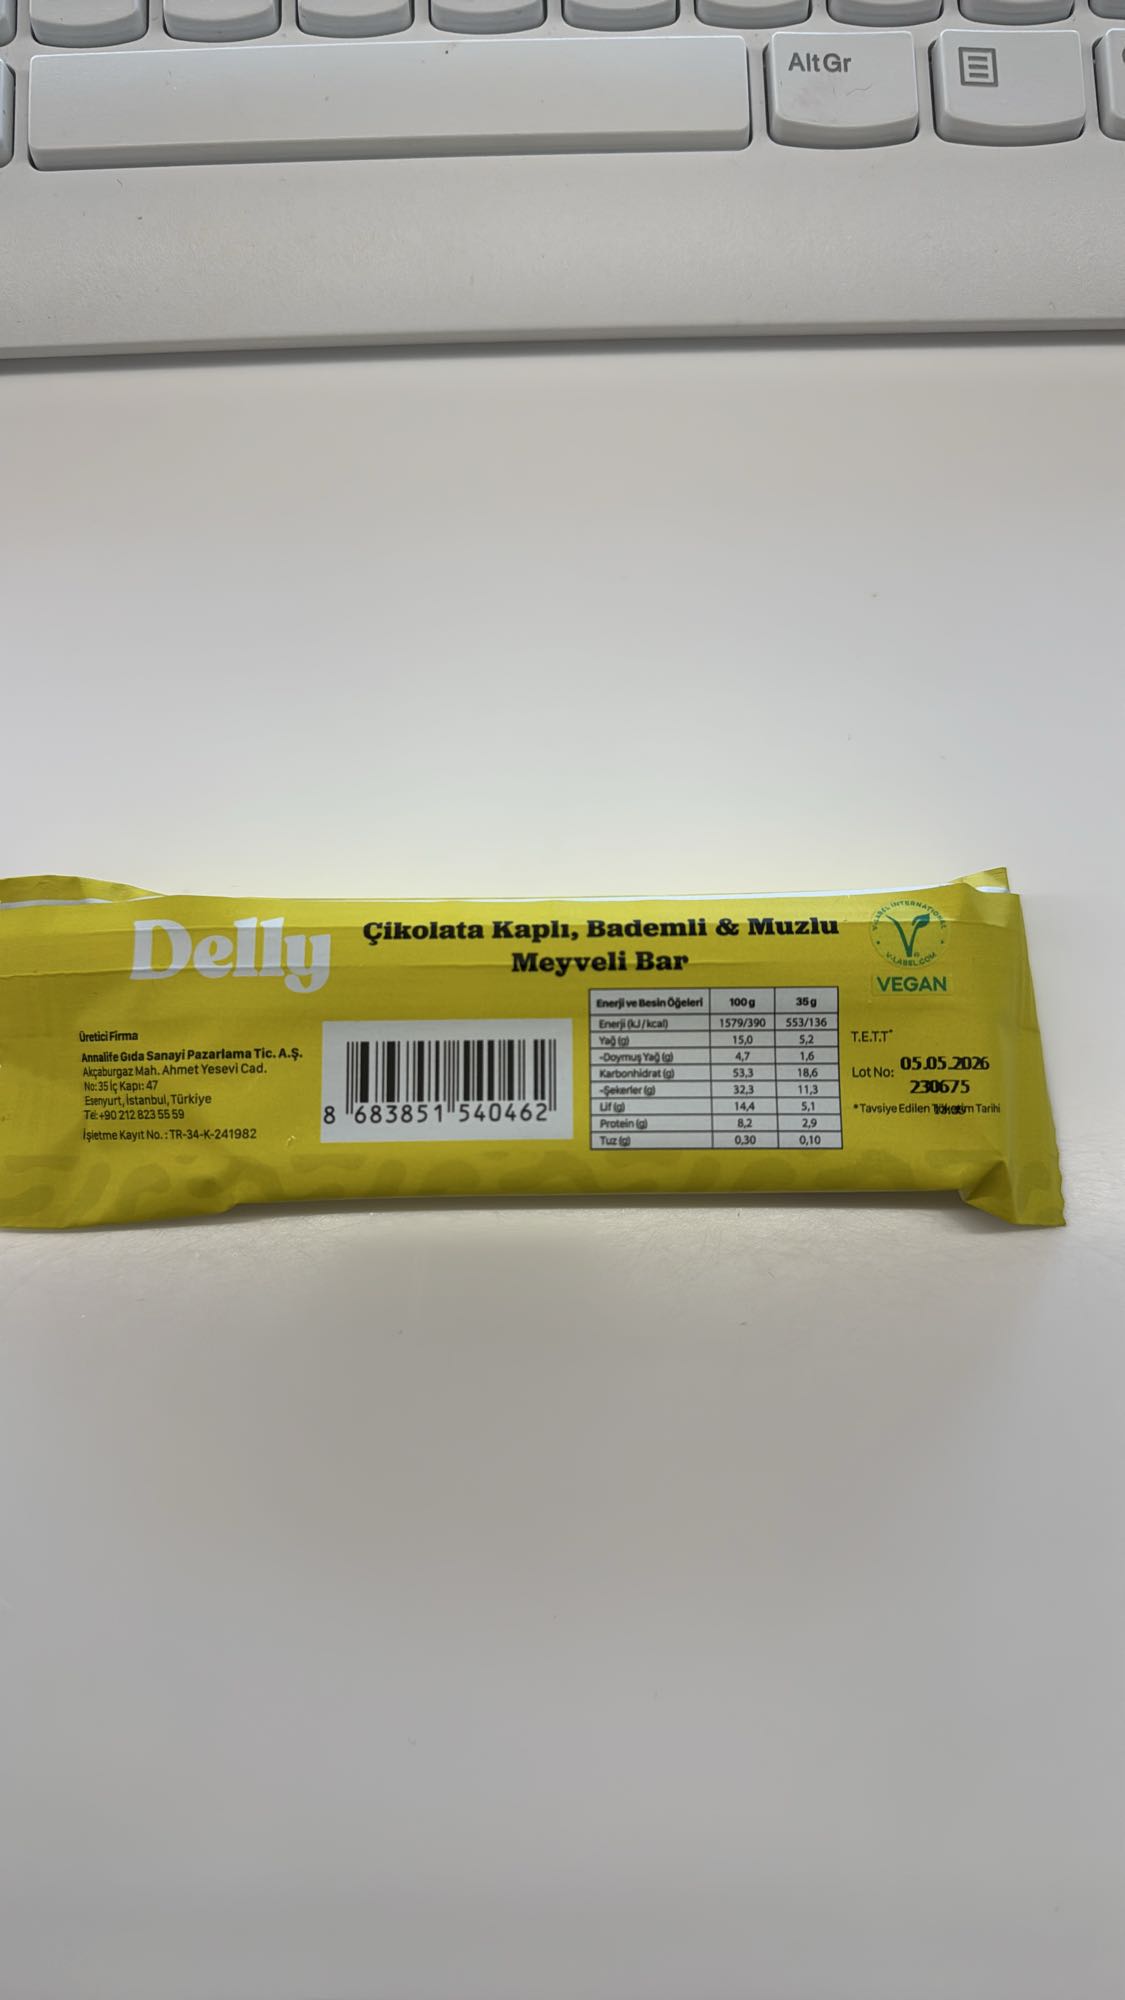 AltGr
Delly
Çikolata Kaplı, Bademli & Muzlu
Meyveli Bar
V-LABEL INTERNATIONAL
V-LABEL.COM
VEGAN
Üretici Firma
Annalife Gıda Sanayi Pazarlama Tic. A.Ş.
Akçaburgaz Mah. Ahmet Yesevi Cad.
No: 35 İç Kapı: 47
Esenyurt, İstanbul, Türkiye
Tel: +90 212 823 55 59
İşletme Kayıt No. : TR-34-K-241982
8 683851 540462
Enerji ve Besin Öğeleri 100 g 35 g
Enerji (kJ / kcal) 1579/390 553/136
Yağ (g) 15,0 5,2
-Doymuş Yağ (g) 4,7 1,6
Karbonhidrat (g) 53,3 18,6
-Şekerler (g) 32,3 11,3
Lif (g) 14,4 5,1
Protein (g) 8,2 2,9
Tuz (g) 0,30 0,10
T.E.T.T*
05.05.2026
Lot No: 230675
*Tavsiye Edilen Tüketim Tarihi